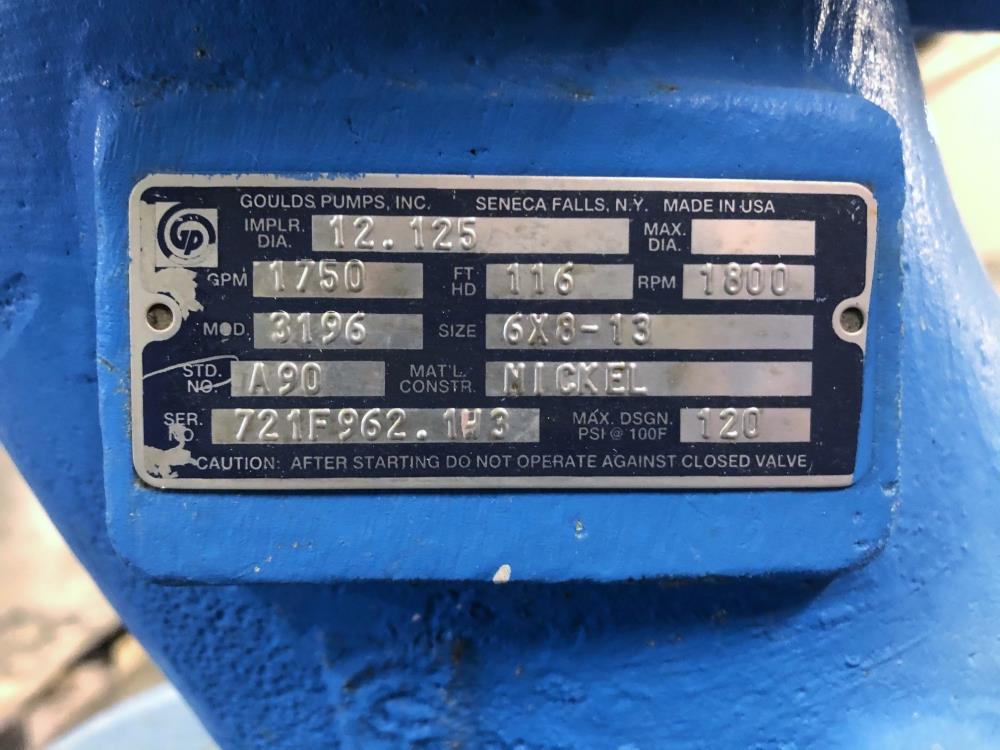 GP
GOULDS PUMPS, INC. SENECA FALLS, N.Y. MADE IN USA
IMPLR. DIA. 12.125 MAX. DIA.
GPM 1750 FT HD 116 RPM 1800
MOD. 3196 SIZE 6X8-13
STD. NO. A90 MAT'L. CONSTR. NICKEL
SER. NO. 721F962.1H3 MAX. DSGN. PSI @ 100F 120
CAUTION: AFTER STARTING DO NOT OPERATE AGAINST CLOSED VALVE